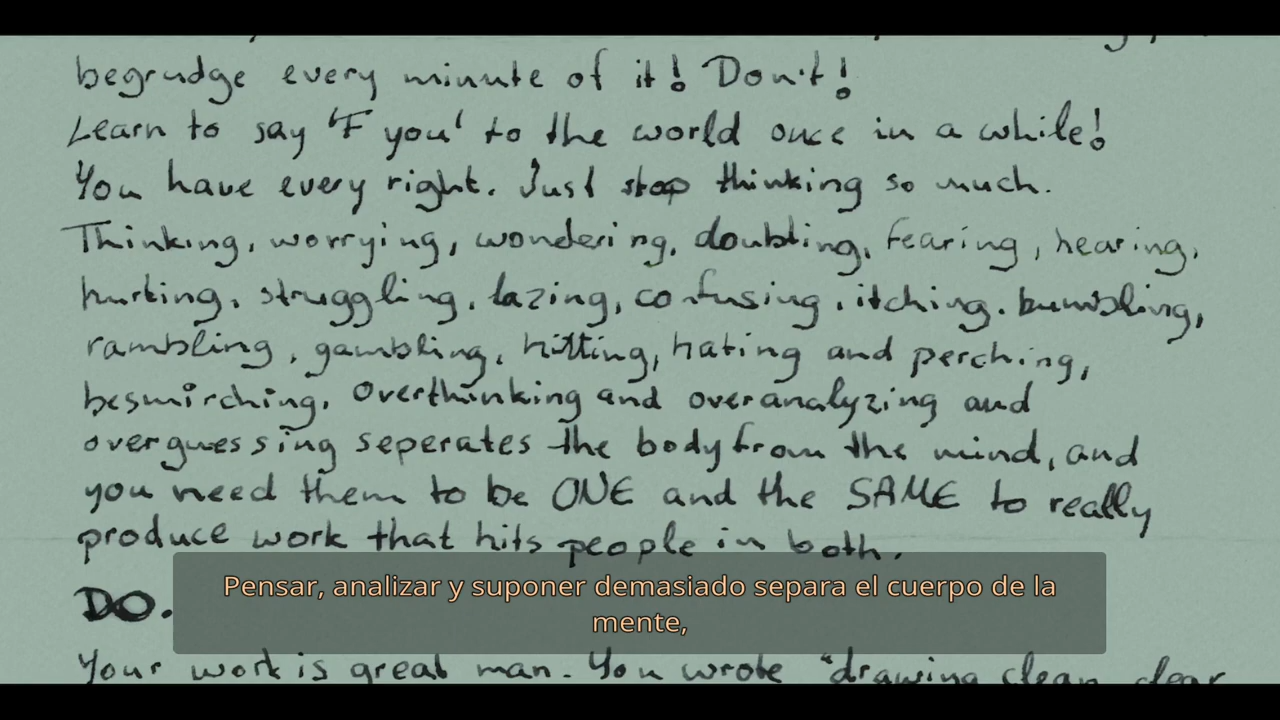 begrudge every minute of it! Don't!
Learn to say 'F you' to the world once in a while!
You have every right. Just stop thinking so much.
Thinking, worrying, wondering, doubting, fearing, hearing,
hurting, struggling, lazing, confusing, itching. bumbling,
rambling, gambling, hitting, hating and perching,
besmirching. Overthinking and overanalyzing and
overguessing seperates the body from the mind, and
you need them to be ONE and the SAME to really
produce work that hits people in both.
DO.
Pensar, analizar y suponer demasiado separa el cuerpo de la
mente,
Your work is great man. You wrote "drawing clean clear